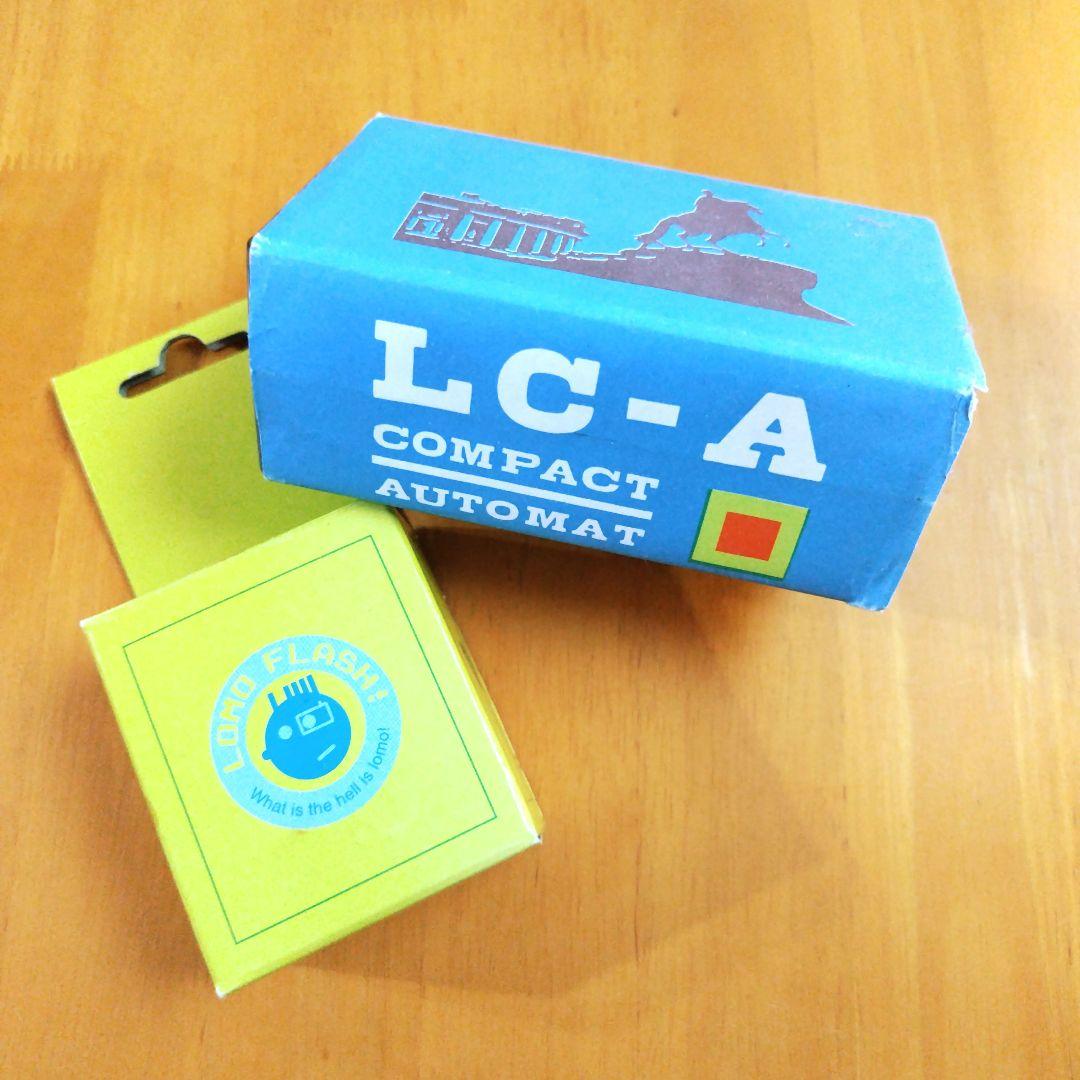 LC-A
COMPACT
AUTOMAT
LOMO FLASH!
What is the hell is lomo!